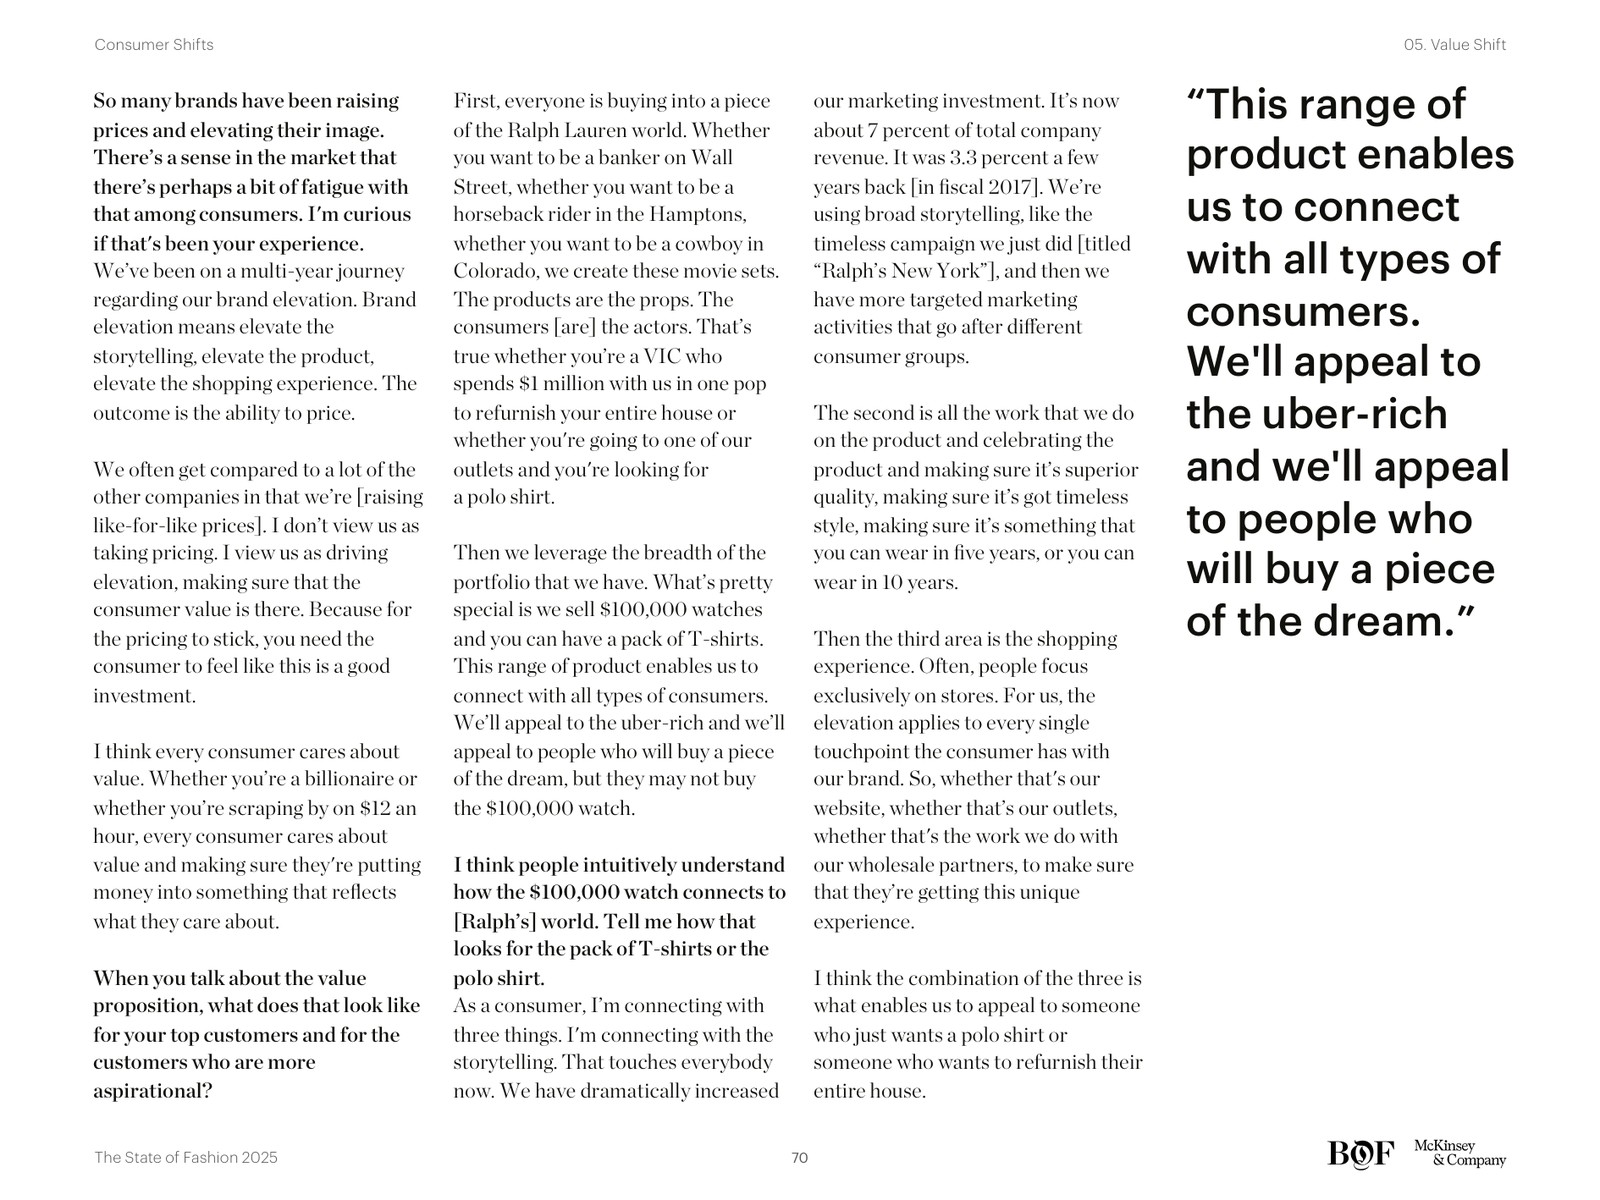 Consumer Shifts
05. Value Shift
So many brands have been raising
prices and elevating their image.
There’s a sense in the market that
there’s perhaps a bit of fatigue with
that among consumers. I'm curious
if that's been your experience.
We’ve been on a multi-year journey
regarding our brand elevation. Brand
elevation means elevate the
storytelling, elevate the product,
elevate the shopping experience. The
outcome is the ability to price.
We often get compared to a lot of the
other companies in that we’re [raising
like-for-like prices]. I don’t view us as
taking pricing. I view us as driving
elevation, making sure that the
consumer value is there. Because for
the pricing to stick, you need the
consumer to feel like this is a good
investment.
I think every consumer cares about
value. Whether you’re a billionaire or
whether you’re scraping by on $12 an
hour, every consumer cares about
value and making sure they're putting
money into something that reflects
what they care about.
When you talk about the value
proposition, what does that look like
for your top customers and for the
customers who are more
aspirational?
First, everyone is buying into a piece
of the Ralph Lauren world. Whether
you want to be a banker on Wall
Street, whether you want to be a
horseback rider in the Hamptons,
whether you want to be a cowboy in
Colorado, we create these movie sets.
The products are the props. The
consumers [are] the actors. That’s
true whether you’re a VIC who
spends $1 million with us in one pop
to refurnish your entire house or
whether you're going to one of our
outlets and you're looking for
a polo shirt.
Then we leverage the breadth of the
portfolio that we have. What’s pretty
special is we sell $100,000 watches
and you can have a pack of T-shirts.
This range of product enables us to
connect with all types of consumers.
We’ll appeal to the uber-rich and we’ll
appeal to people who will buy a piece
of the dream, but they may not buy
the $100,000 watch.
I think people intuitively understand
how the $100,000 watch connects to
[Ralph’s] world. Tell me how that
looks for the pack of T-shirts or the
polo shirt.
As a consumer, I’m connecting with
three things. I'm connecting with the
storytelling. That touches everybody
now. We have dramatically increased
our marketing investment. It’s now
about 7 percent of total company
revenue. It was 3.3 percent a few
years back [in fiscal 2017]. We’re
using broad storytelling, like the
timeless campaign we just did [titled
“Ralph’s New York”], and then we
have more targeted marketing
activities that go after different
consumer groups.
The second is all the work that we do
on the product and celebrating the
product and making sure it’s superior
quality, making sure it’s got timeless
style, making sure it’s something that
you can wear in five years, or you can
wear in 10 years.
Then the third area is the shopping
experience. Often, people focus
exclusively on stores. For us, the
elevation applies to every single
touchpoint the consumer has with
our brand. So, whether that's our
website, whether that’s our outlets,
whether that's the work we do with
our wholesale partners, to make sure
that they’re getting this unique
experience.
I think the combination of the three is
what enables us to appeal to someone
who just wants a polo shirt or
someone who wants to refurnish their
entire house.
“This range of
product enables
us to connect
with all types of
consumers.
We'll appeal to
the uber-rich
and we'll appeal
to people who
will buy a piece
of the dream.”
The State of Fashion 2025
70
BOF
McKinsey
& Company